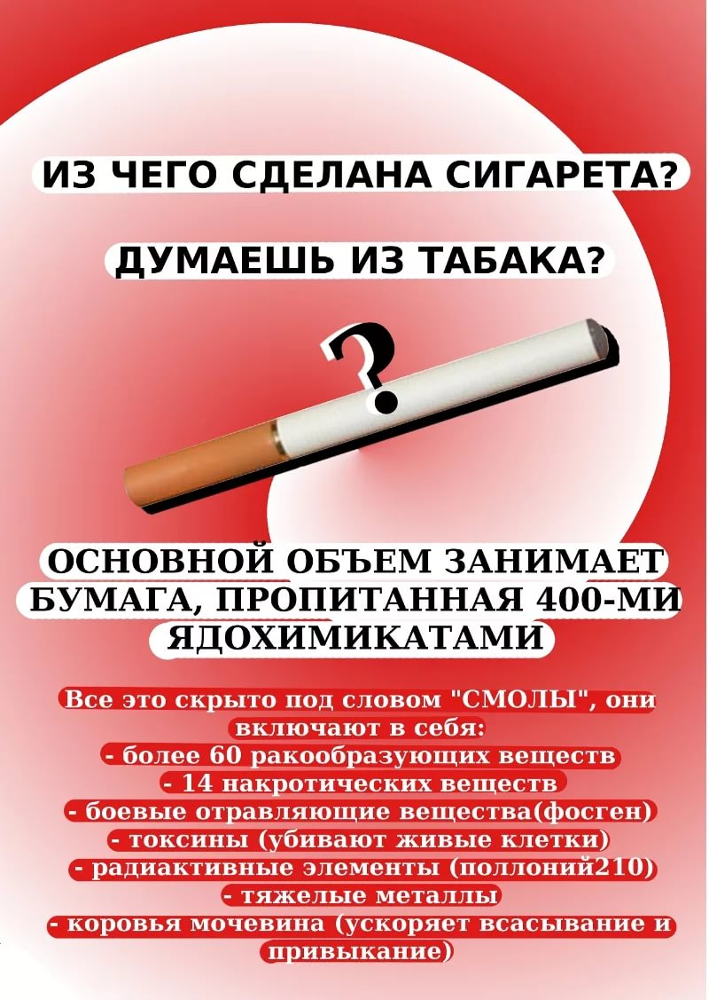 ИЗ ЧЕГО СДЕЛАНА СИГАРЕТА?
ДУМАЕШЬ ИЗ ТАБАКА?
?
ОСНОВНОЙ ОБЪЕМ ЗАНИМАЕТ
БУМАГА, ПРОПИТАННАЯ 400-МИ
ЯДОХИМИКАТАМИ
Все это скрыто под словом "СМОЛЫ", они
включают в себя:
- более 60 ракообразующих веществ
- 14 накротических веществ
- боевые отравляющие вещества(фосген)
- токсины (убивают живые клетки)
- радиактивные элементы (поллоний210)
- тяжелые металлы
- коровья мочевина (ускоряет всасывание и
привыкание)